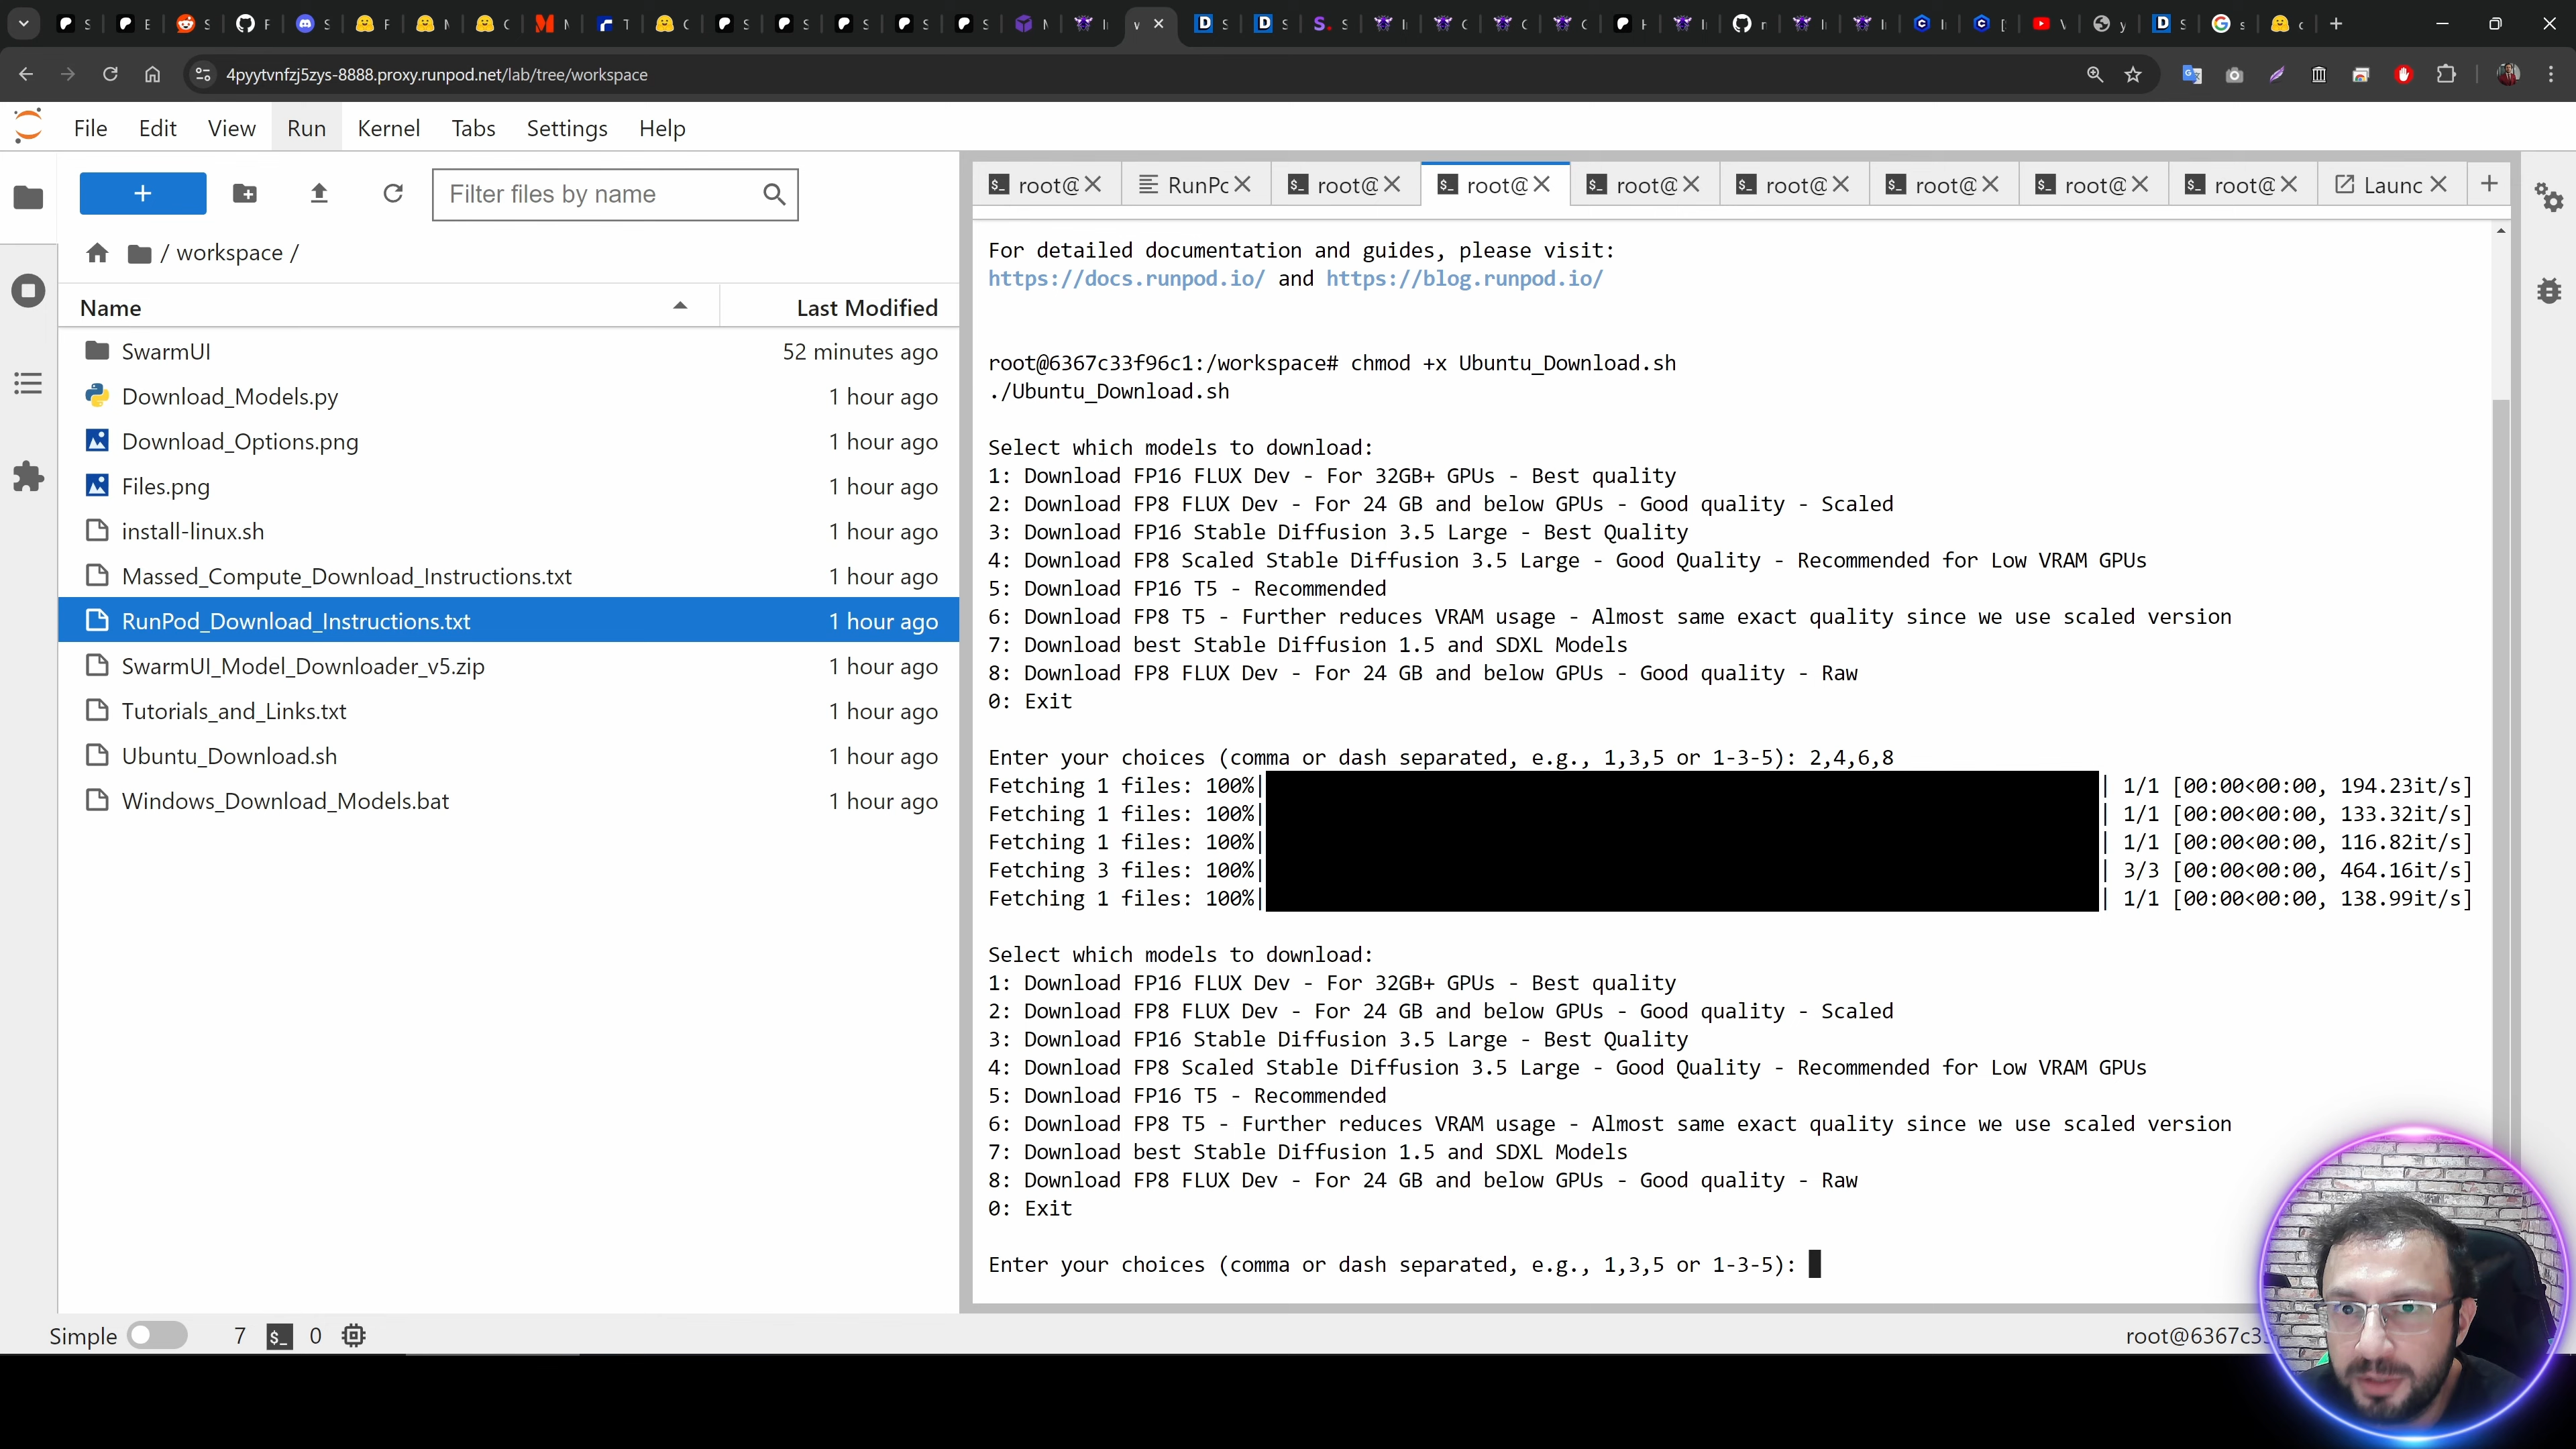 S
E
S
F
S
F
M
C
M
T
C
S
S
S
S
S
M
I
v
S
S
S.
S
I
C
C
C
H
I
r
I
I
I
[
V
y
S
s
c
4pyytvnfzj5zys-8888.proxy.runpod.net/lab/tree/workspace
File Edit View Run Kernel Tabs Settings Help
Filter files by name
/ workspace /
Name Last Modified
SwarmUI 52 minutes ago
Download_Models.py 1 hour ago
Download_Options.png 1 hour ago
Files.png 1 hour ago
install-linux.sh 1 hour ago
Massed_Compute_Download_Instructions.txt 1 hour ago
RunPod_Download_Instructions.txt 1 hour ago
SwarmUI_Model_Downloader_v5.zip 1 hour ago
Tutorials_and_Links.txt 1 hour ago
Ubuntu_Download.sh 1 hour ago
Windows_Download_Models.bat 1 hour ago
root@ RunPo root@ root@ root@ root@ root@ root@ root@ Launc
For detailed documentation and guides, please visit:
https://docs.runpod.io/ and https://blog.runpod.io/
root@6367c33f96c1:/workspace# chmod +x Ubuntu_Download.sh
./Ubuntu_Download.sh
Select which models to download:
1: Download FP16 FLUX Dev - For 32GB+ GPUs - Best quality
2: Download FP8 FLUX Dev - For 24 GB and below GPUs - Good quality - Scaled
3: Download FP16 Stable Diffusion 3.5 Large - Best Quality
4: Download FP8 Scaled Stable Diffusion 3.5 Large - Good Quality - Recommended for Low VRAM GPUs
5: Download FP16 T5 - Recommended
6: Download FP8 T5 - Further reduces VRAM usage - Almost same exact quality since we use scaled version
7: Download best Stable Diffusion 1.5 and SDXL Models
8: Download FP8 FLUX Dev - For 24 GB and below GPUs - Good quality - Raw
0: Exit
Enter your choices (comma or dash separated, e.g., 1,3,5 or 1-3-5): 2,4,6,8
Fetching 1 files: 100%| | 1/1 [00:00<00:00, 194.23it/s]
Fetching 1 files: 100%| | 1/1 [00:00<00:00, 133.32it/s]
Fetching 1 files: 100%| | 1/1 [00:00<00:00, 116.82it/s]
Fetching 3 files: 100%| | 3/3 [00:00<00:00, 464.16it/s]
Fetching 1 files: 100%| | 1/1 [00:00<00:00, 138.99it/s]
Select which models to download:
1: Download FP16 FLUX Dev - For 32GB+ GPUs - Best quality
2: Download FP8 FLUX Dev - For 24 GB and below GPUs - Good quality - Scaled
3: Download FP16 Stable Diffusion 3.5 Large - Best Quality
4: Download FP8 Scaled Stable Diffusion 3.5 Large - Good Quality - Recommended for Low VRAM GPUs
5: Download FP16 T5 - Recommended
6: Download FP8 T5 - Further reduces VRAM usage - Almost same exact quality since we use scaled version
7: Download best Stable Diffusion 1.5 and SDXL Models
8: Download FP8 FLUX Dev - For 24 GB and below GPUs - Good quality - Raw
0: Exit
Enter your choices (comma or dash separated, e.g., 1,3,5 or 1-3-5):
Simple 7 0 root@6367c33